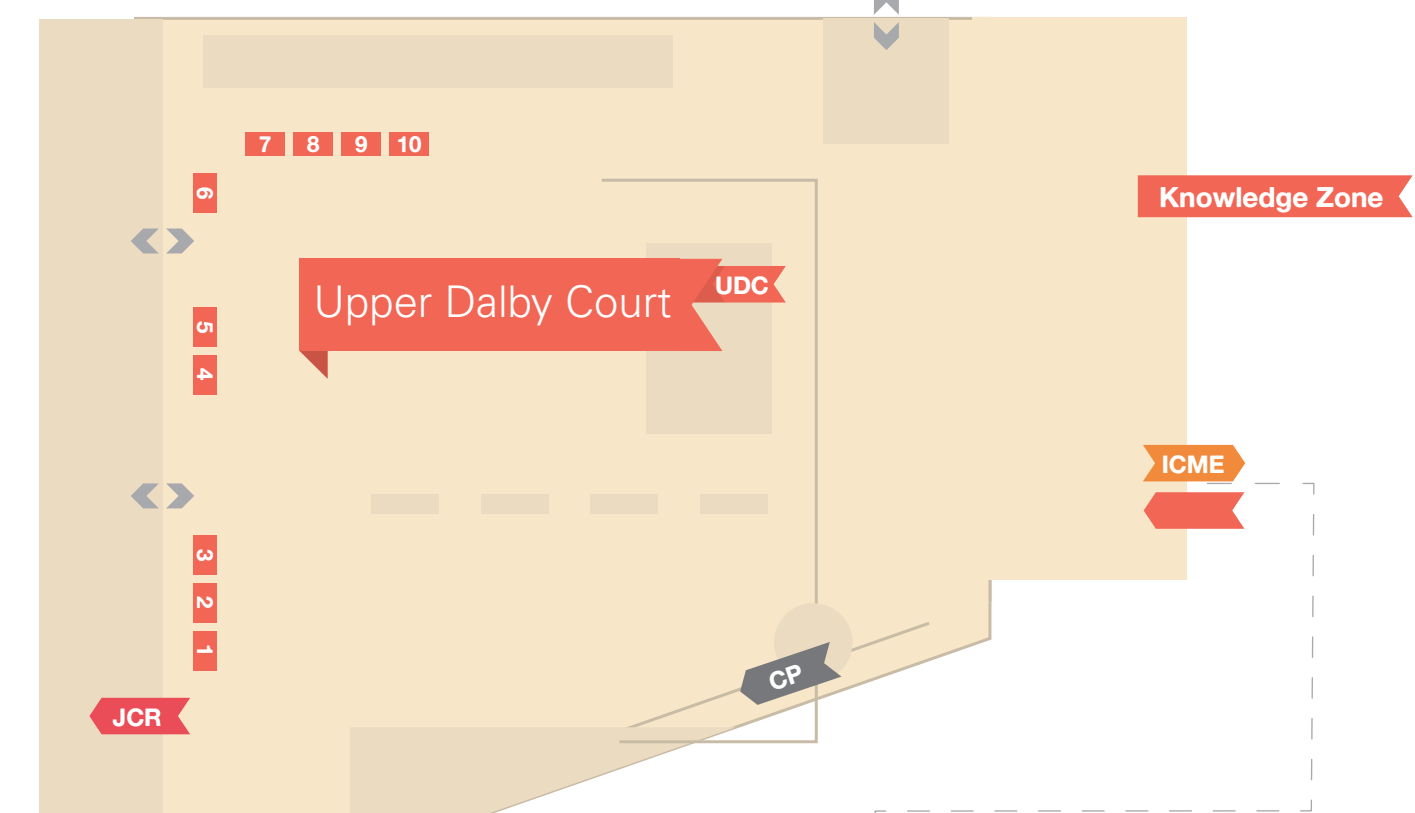 7 8 9 10
6
Knowledge Zone
UDC
Upper Dalby Court
5
4
ICME
3
2
1
CP
JCR